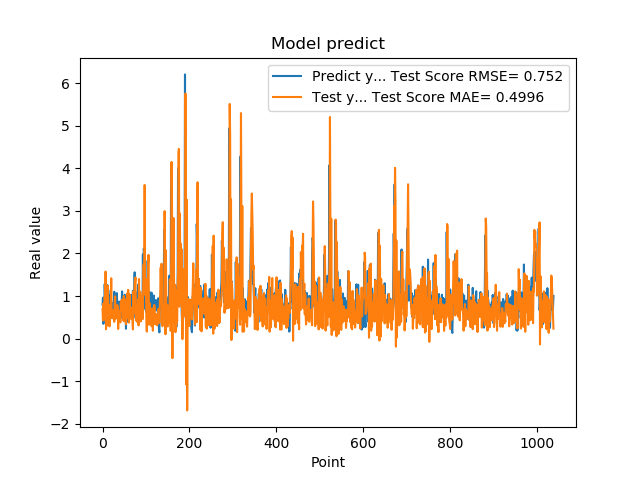 Model predict
Predict y... Test Score RMSE= 0.752
Test y... Test Score MAE= 0.4996
Real value
6
5
4
3
2
1
0
−1
−2
0 200 400 600 800 1000
Point